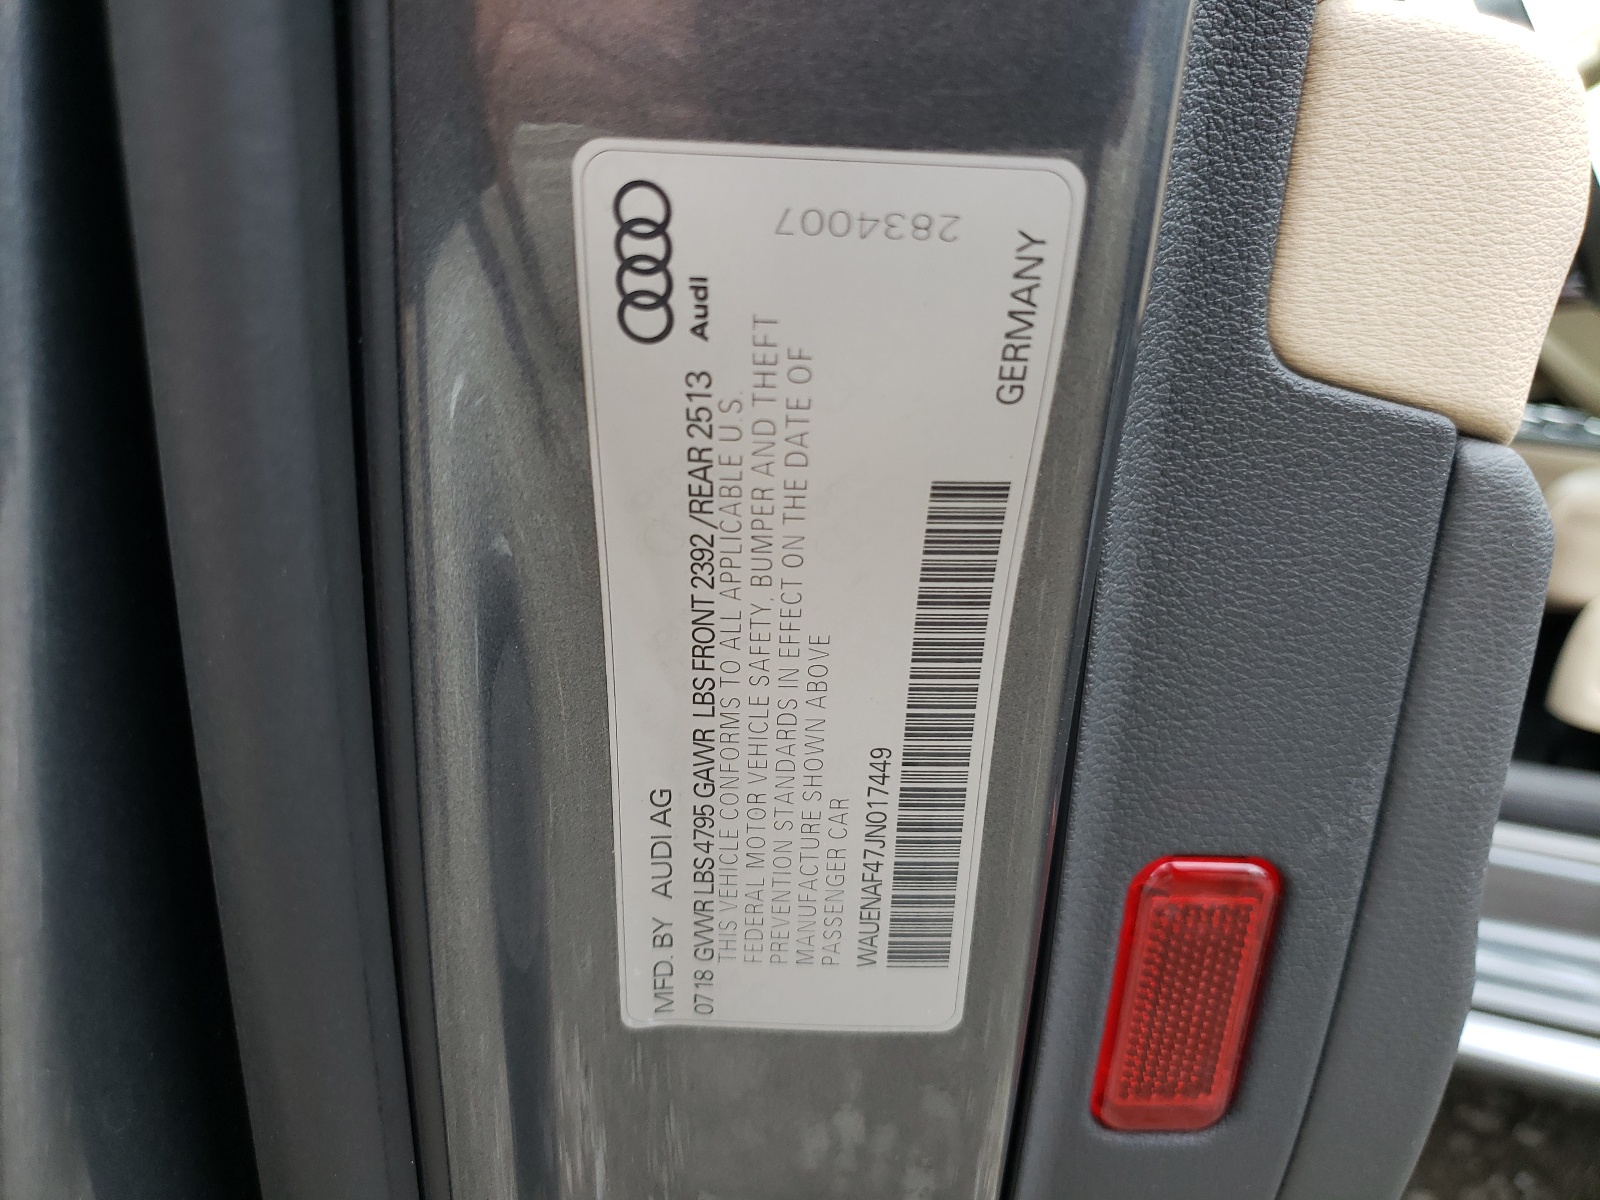 MFD. BY AUDI AG
Audi
0718 GVWR LBS 4795 GAWR LBS FRONT 2392 /REAR 2513
THIS VEHICLE CONFORMS TO ALL APPLICABLE U.S.
FEDERAL MOTOR VEHICLE SAFETY, BUMPER AND THEFT
PREVENTION STANDARDS IN EFFECT ON THE DATE OF
MANUFACTURE SHOWN ABOVE
PASSENGER CAR
2834007
WAUENAF47JN017449
GERMANY